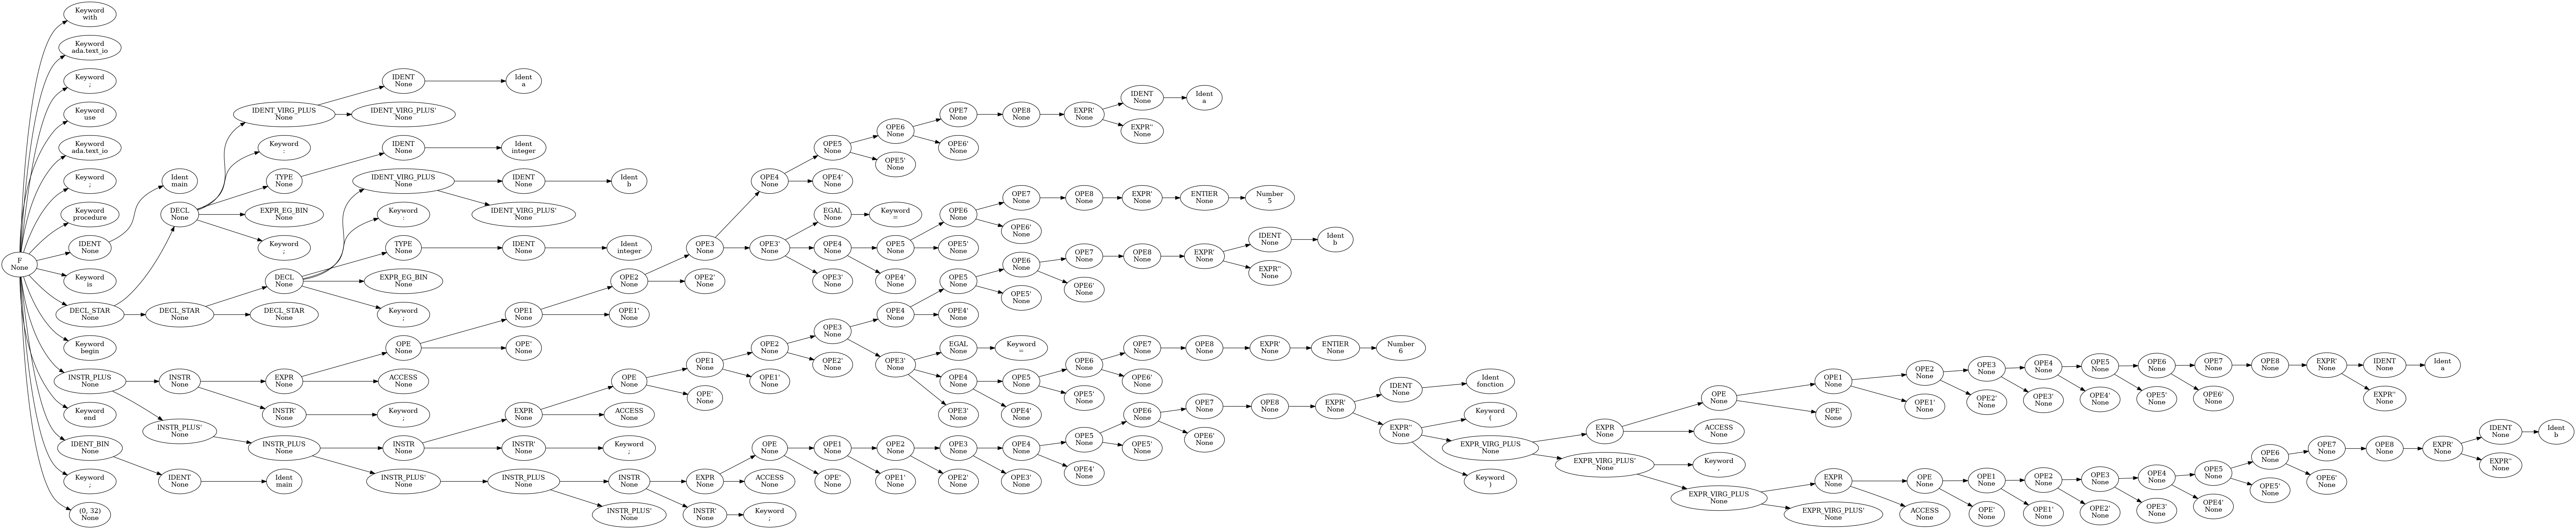 F
None
Keyword
with
Keyword
ada.text_io
Keyword
;
Keyword
use
Keyword
ada.text_io
Keyword
;
Keyword
procedure
IDENT
None
Keyword
is
DECL_STAR
None
Keyword
begin
INSTR_PLUS
None
Keyword
end
IDENT_BIN
None
Keyword
;
(0, 32)
None
Ident
main
DECL
None
DECL_STAR
None
INSTR
None
INSTR_PLUS'
None
IDENT
None
IDENT_VIRG_PLUS
None
Keyword
:
TYPE
None
EXPR_EG_BIN
None
Keyword
;
DECL
None
DECL_STAR
None
EXPR
None
INSTR'
None
INSTR_PLUS
None
Ident
main
IDENT
None
IDENT_VIRG_PLUS'
None
IDENT
None
IDENT_VIRG_PLUS
None
Keyword
:
TYPE
None
EXPR_EG_BIN
None
Keyword
;
OPE
None
ACCESS
None
Keyword
;
INSTR
None
INSTR_PLUS'
None
Ident
a
Ident
integer
IDENT
None
IDENT_VIRG_PLUS'
None
IDENT
None
OPE1
None
OPE'
None
EXPR
None
INSTR'
None
INSTR_PLUS
None
Ident
b
Ident
integer
OPE2
None
OPE1'
None
OPE
None
ACCESS
None
Keyword
;
INSTR
None
INSTR_PLUS'
None
OPE3
None
OPE2'
None
OPE1
None
OPE'
None
EXPR
None
INSTR'
None
OPE4
None
OPE3'
None
OPE2
None
OPE1'
None
OPE
None
ACCESS
None
Keyword
;
OPE5
None
OPE4'
None
EGAL
None
OPE4
None
OPE3'
None
OPE3
None
OPE2'
None
OPE1
None
OPE'
None
OPE6
None
OPE5'
None
Keyword
=
OPE5
None
OPE4'
None
OPE4
None
OPE3'
None
OPE2
None
OPE1'
None
OPE7
None
OPE6'
None
OPE6
None
OPE5'
None
OPE5
None
OPE4'
None
EGAL
None
OPE4
None
OPE3'
None
OPE3
None
OPE2'
None
OPE8
None
OPE7
None
OPE6'
None
OPE6
None
OPE5'
None
Keyword
=
OPE5
None
OPE4'
None
OPE4
None
OPE3'
None
EXPR'
None
OPE8
None
OPE7
None
OPE6'
None
OPE6
None
OPE5'
None
OPE5
None
OPE4'
None
IDENT
None
EXPR''
None
EXPR'
None
OPE8
None
OPE7
None
OPE6'
None
OPE6
None
OPE5'
None
Ident
a
ENTIER
None
EXPR'
None
OPE8
None
OPE7
None
OPE6'
None
Number
5
IDENT
None
EXPR''
None
EXPR'
None
OPE8
None
Ident
b
ENTIER
None
EXPR'
None
Number
6
IDENT
None
EXPR''
None
Ident
fonction
Keyword
(
EXPR_VIRG_PLUS
None
Keyword
)
EXPR
None
EXPR_VIRG_PLUS'
None
OPE
None
ACCESS
None
Keyword
,
EXPR_VIRG_PLUS
None
OPE1
None
OPE'
None
EXPR
None
EXPR_VIRG_PLUS'
None
OPE2
None
OPE1'
None
OPE
None
ACCESS
None
OPE3
None
OPE2'
None
OPE1
None
OPE'
None
OPE4
None
OPE3'
None
OPE2
None
OPE1'
None
OPE5
None
OPE4'
None
OPE3
None
OPE2'
None
OPE6
None
OPE5'
None
OPE4
None
OPE3'
None
OPE7
None
OPE6'
None
OPE5
None
OPE4'
None
OPE8
None
OPE6
None
OPE5'
None
EXPR'
None
OPE7
None
OPE6'
None
IDENT
None
EXPR''
None
OPE8
None
Ident
a
EXPR'
None
IDENT
None
EXPR''
None
Ident
b